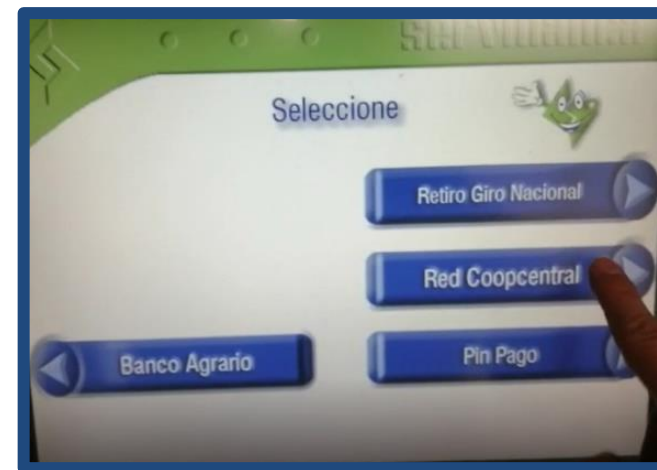 Seleccione
Retiro Giro Nacional
Red Coopcentral
Banco Agrario
Pin Pago